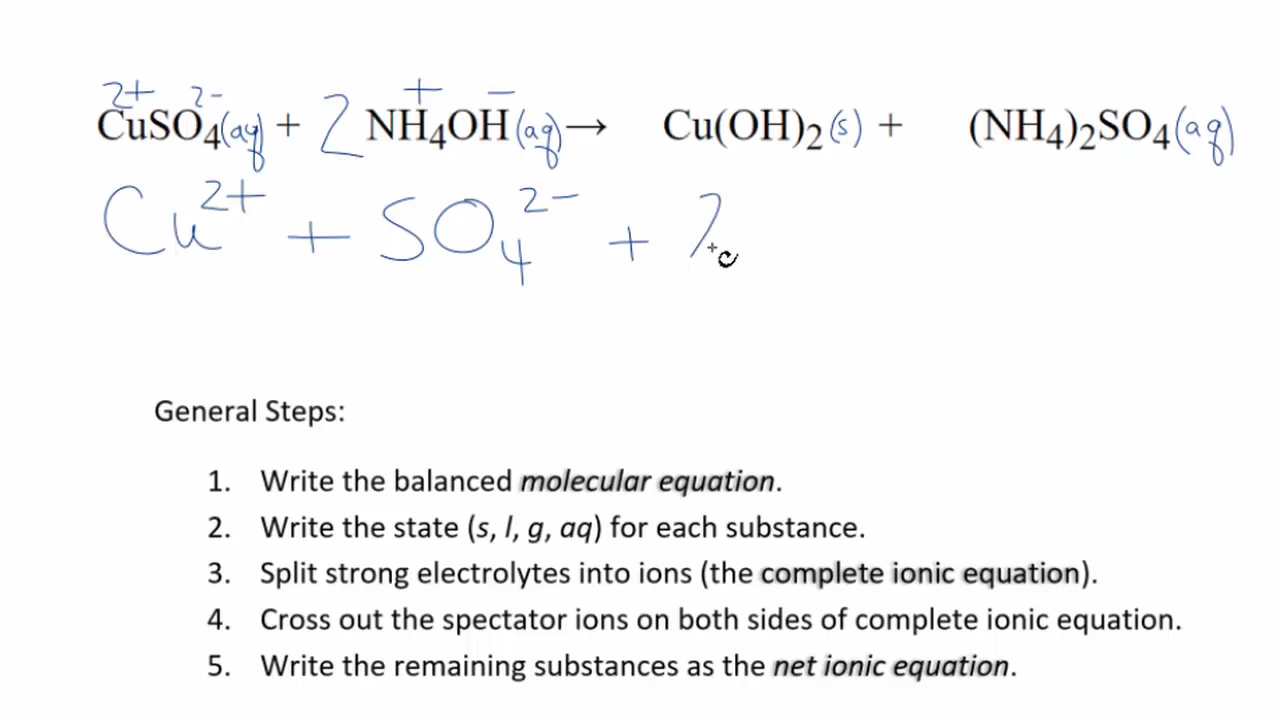 2+ 2- + -
CuSO4(aq) + 2 NH4OH(aq) → Cu(OH)2(s) + (NH4)2SO4(aq)
Cu2+ + SO42- + 2
General Steps:
1. Write the balanced molecular equation.
2. Write the state (s, l, g, aq) for each substance.
3. Split strong electrolytes into ions (the complete ionic equation).
4. Cross out the spectator ions on both sides of complete ionic equation.
5. Write the remaining substances as the net ionic equation.